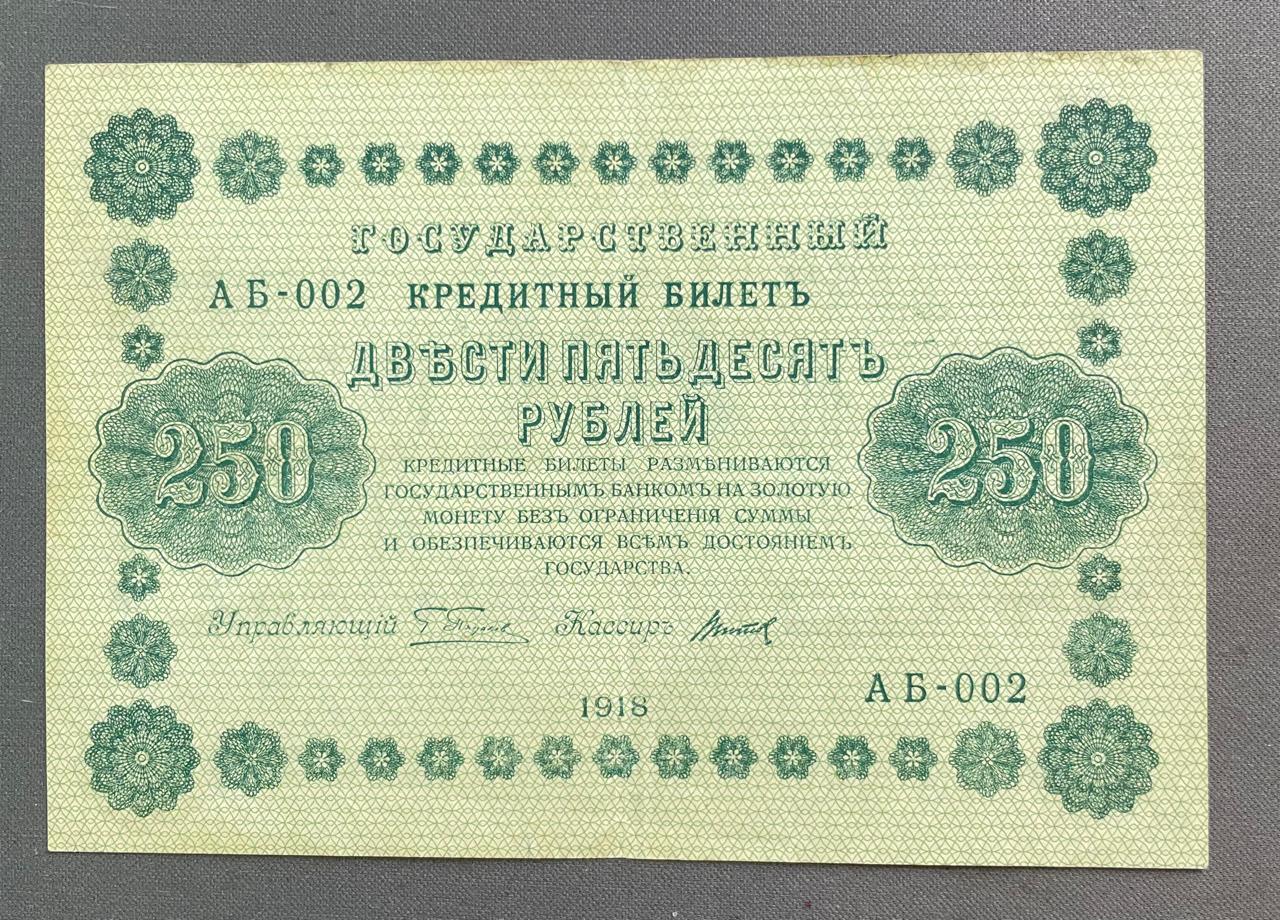 ГОСУДАРСТВЕННЫЙ
АБ-002 КРЕДИТНЫЙ БИЛЕТЪ
ДВѢСТИ ПЯТЬДЕСЯТЪ
РУБЛЕЙ
250 250
КРЕДИТНЫЕ БИЛЕТЫ РАЗМѢНИВАЮТСЯ
ГОСУДАРСТВЕННЫМЪ БАНКОМЪ НА ЗОЛОТУЮ
МОНЕТУ БЕЗЪ ОГРАНИЧЕНІЯ СУММЫ
И ОБЕЗПЕЧИВАЮТСЯ ВСѢМЪ ДОСТОЯНІЕМЪ
ГОСУДАРСТВА.
Управляющій Кассиръ
АБ-002
1918